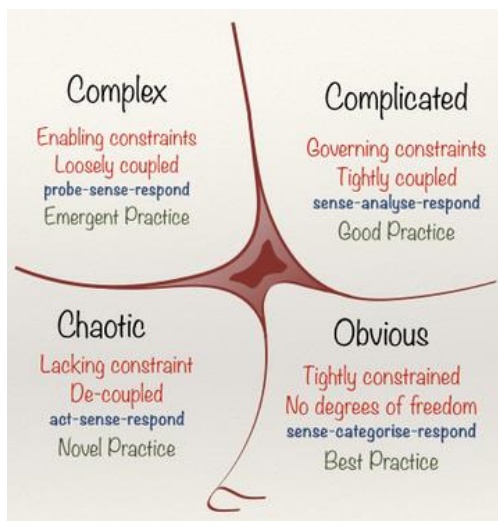 Complex
Enabling constraints
Loosely coupled
probe-sense-respond
Emergent Practice
Complicated
Governing constraints
Tightly coupled
sense-analyse-respond
Good Practice
Chaotic
Lacking constraint
De-coupled
act-sense-respond
Novel Practice
Obvious
Tightly constrained
No degrees of freedom
sense-categorise-respond
Best Practice